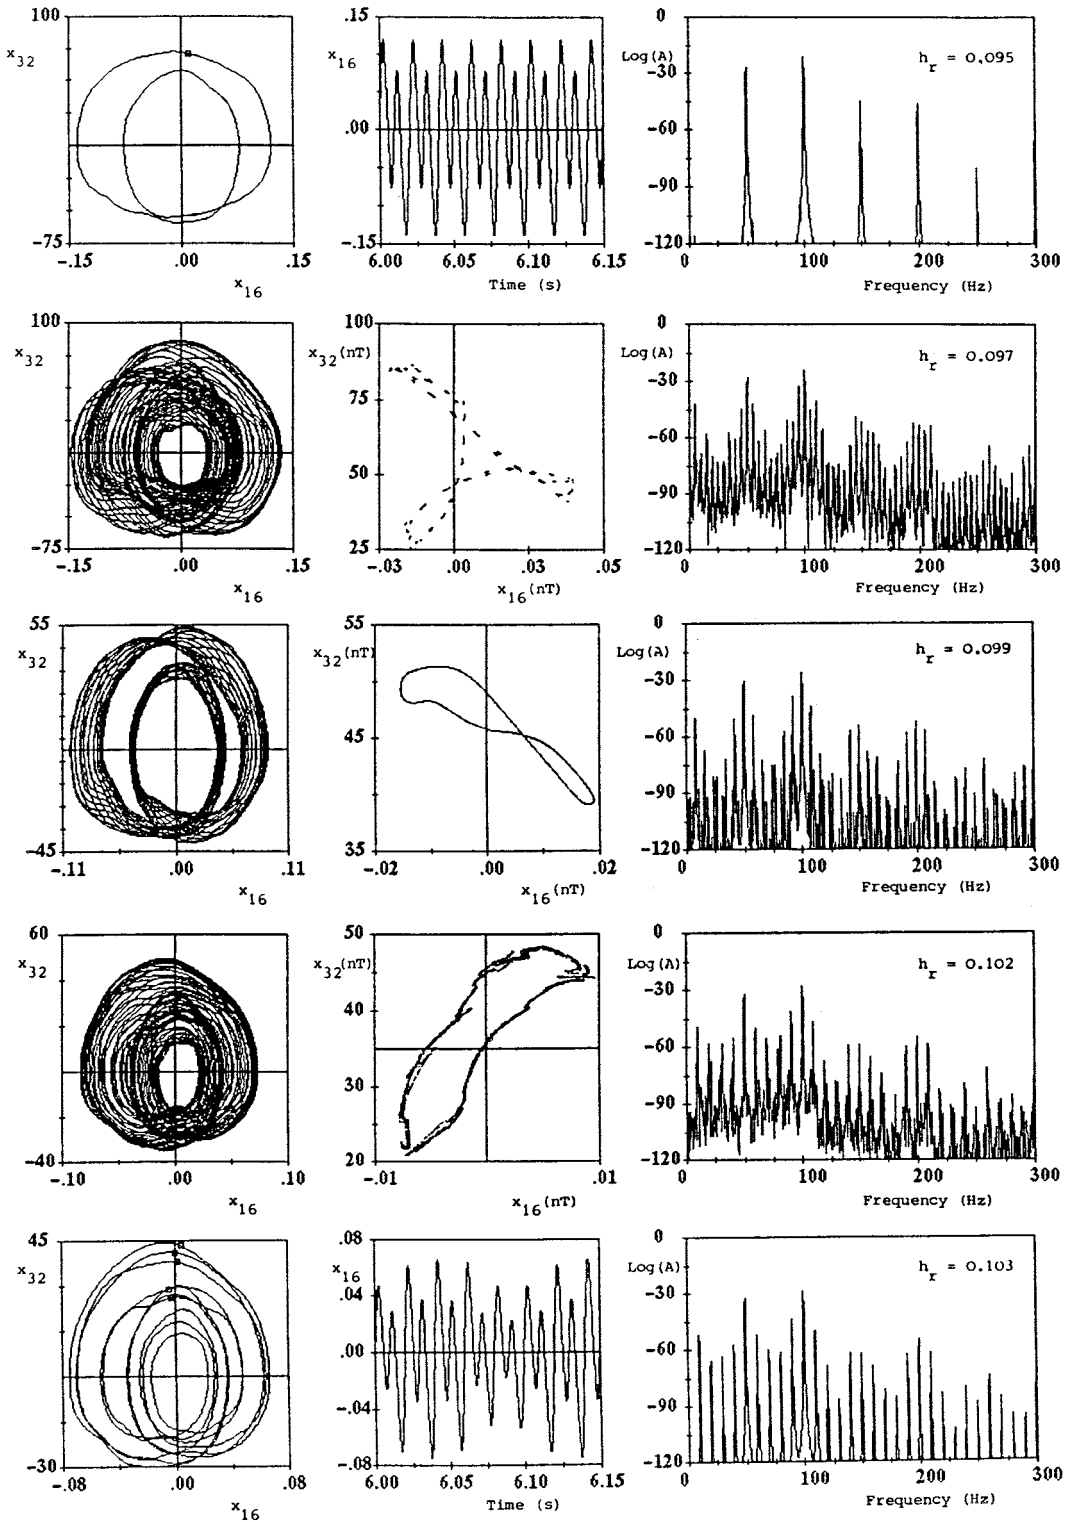 100
x32
-75
-.15 .00 .15
x16
.15
x16
.00
-.15
6.00 6.05 6.10 6.15
Time (s)
0
Log(A)
-30
-60
-90
-120
0 100 200 300
Frequency (Hz)
hr = 0.095
100
x32
-75
-.15 .00 .15
x16
100
x32(nT)
75
50
25
-.03 .00 .03 .05
x16(nT)
0
Log(A)
-30
-60
-90
-120
0 100 200 300
Frequency (Hz)
hr = 0.097
55
x32
-45
-.11 .00 .11
x16
55
x32(nT)
45
35
-.02 .00 .02
x16(nT)
0
Log(A)
-30
-60
-90
-120
0 100 200 300
Frequency (Hz)
hr = 0.099
60
x32
-40
-.10 .00 .10
x16
50
x32(nT)
40
30
20
-.01 .01
x16(nT)
0
Log(A)
-30
-60
-90
-120
0 100 200 300
Frequency (Hz)
hr = 0.102
45
x32
-30
-.08 .00 .08
x16
.08
x16
.04
.00
-.04
-.08
6.00 6.05 6.10 6.15
Time (s)
0
Log(A)
-30
-60
-90
-120
0 100 200 300
Frequency (Hz)
hr = 0.103